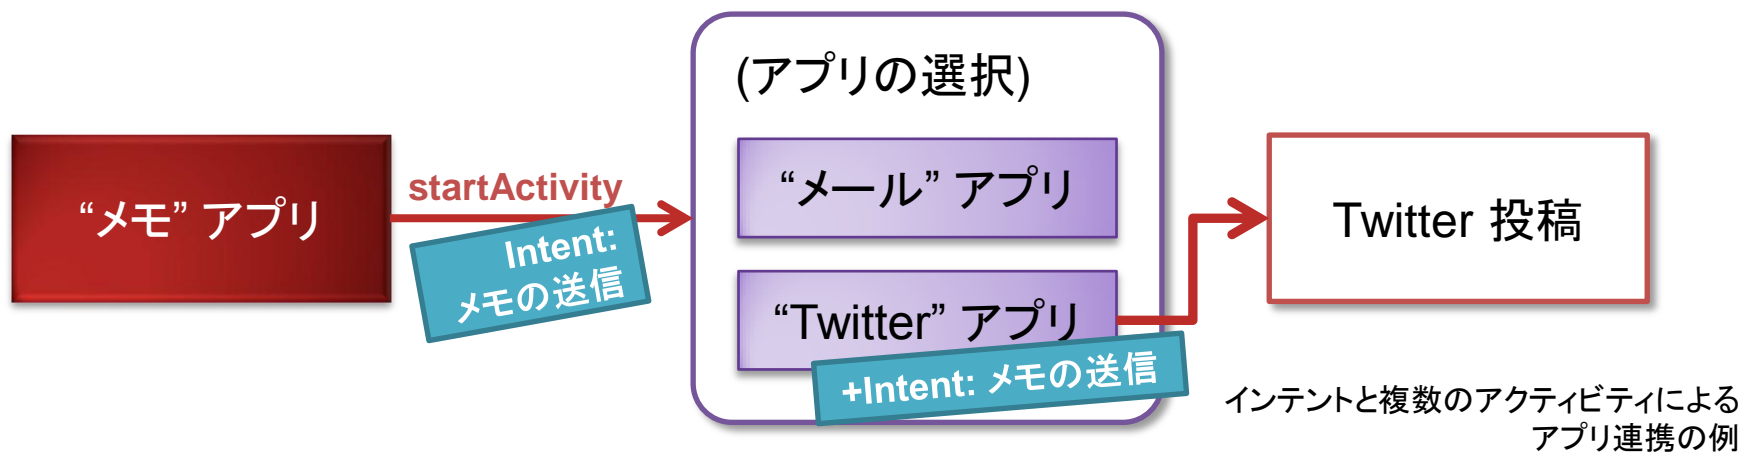 (アプリの選択)
“メモ” アプリ
startActivity
Intent:
メモの送信
“メール” アプリ
“Twitter” アプリ
+Intent: メモの送信
Twitter 投稿
インテントと複数のアクティビティによる
アプリ連携の例